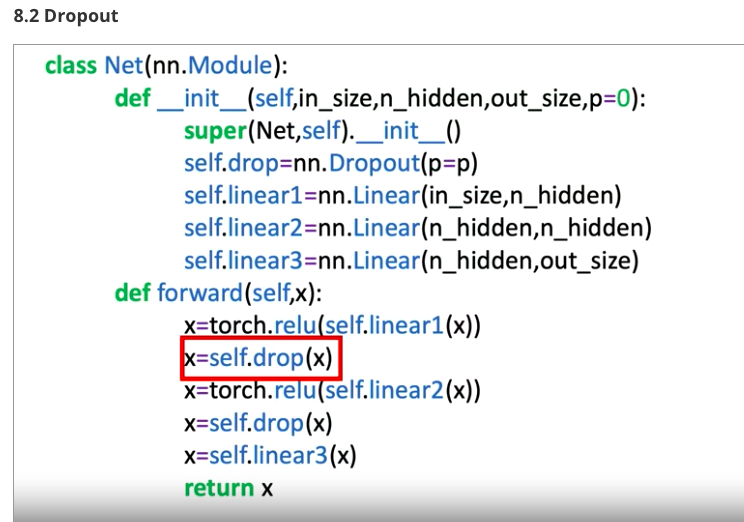 8.2 Dropout
class Net(nn.Module):
def __init__(self,in_size,n_hidden,out_size,p=0):
super(Net,self).__init__()
self.drop=nn.Dropout(p=p)
self.linear1=nn.Linear(in_size,n_hidden)
self.linear2=nn.Linear(n_hidden,n_hidden)
self.linear3=nn.Linear(n_hidden,out_size)
def forward(self,x):
x=torch.relu(self.linear1(x))
x=self.drop(x)
x=torch.relu(self.linear2(x))
x=self.drop(x)
x=self.linear3(x)
return x